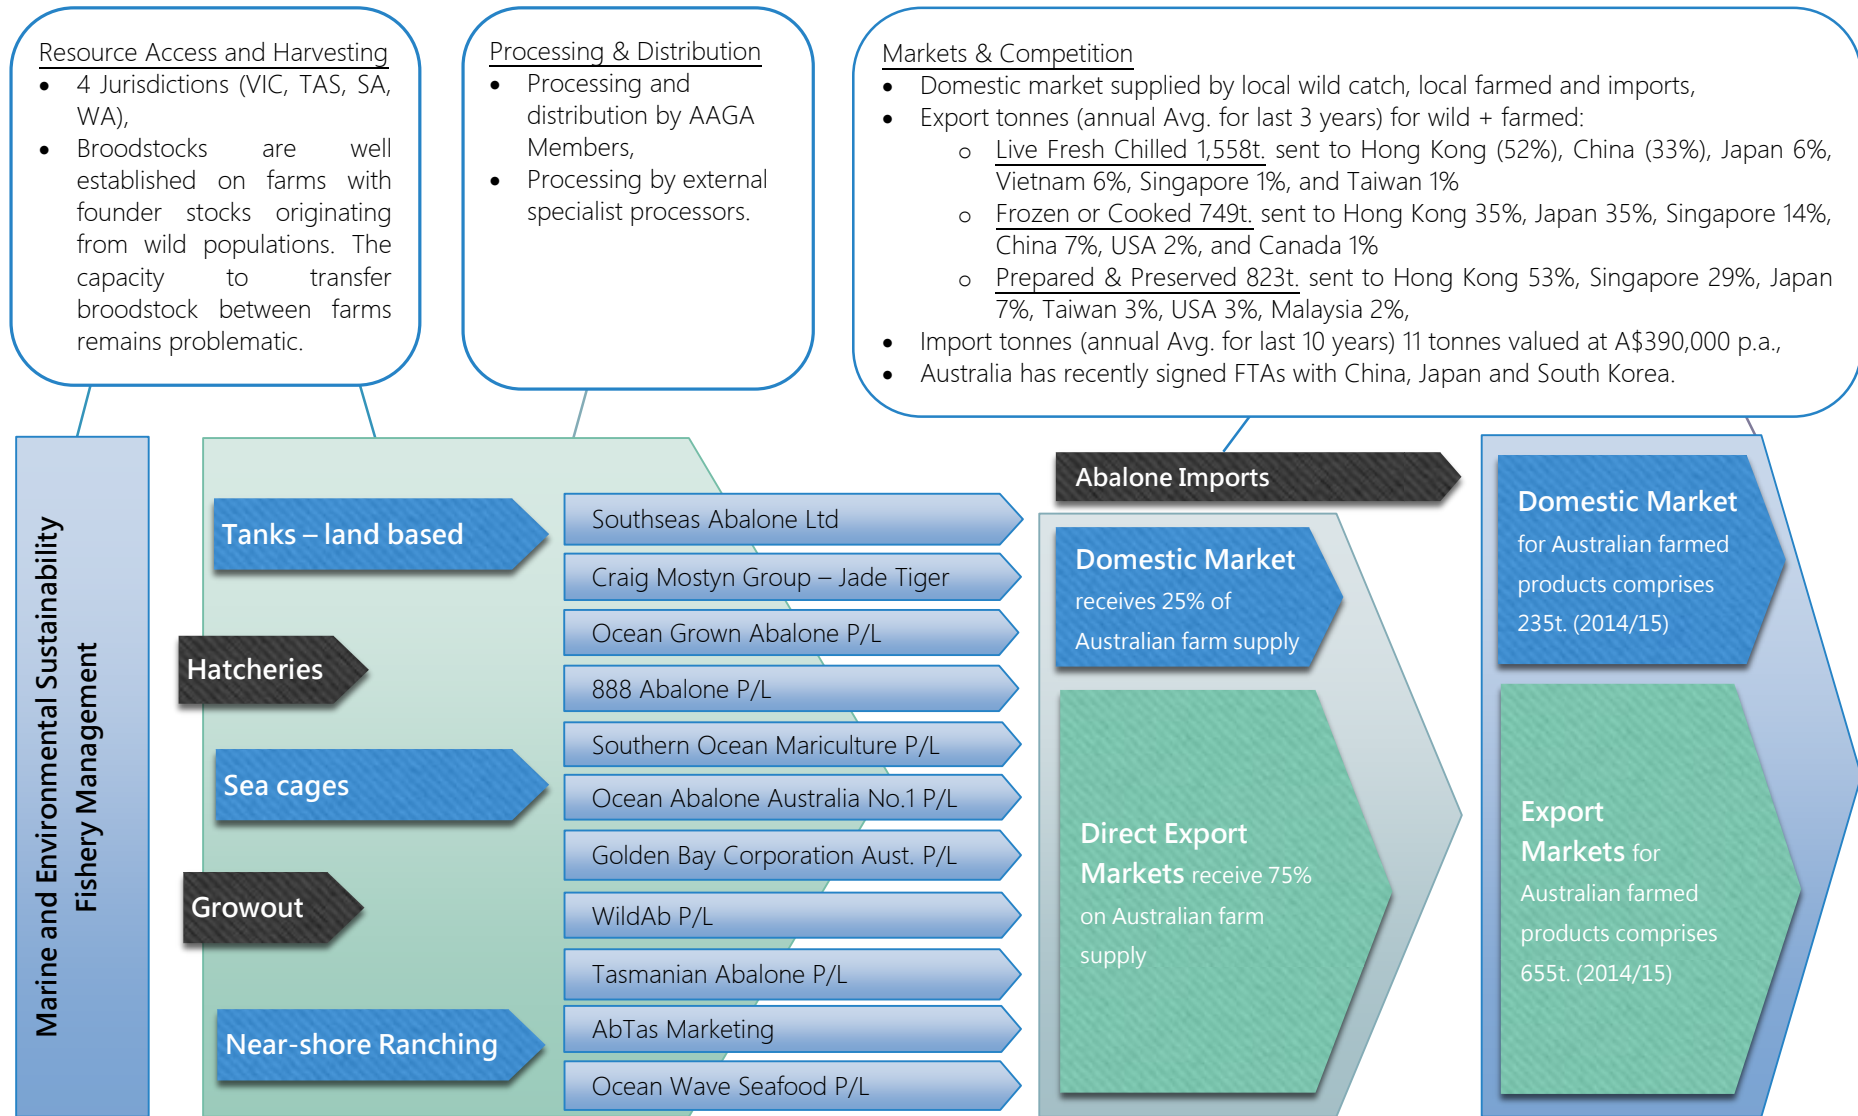 Resource Access and Harvesting
• 4 Jurisdictions (VIC, TAS, SA,
WA),
• Broodstocks are well
established on farms with
founder stocks originating
from wild populations. The
capacity to transfer
broodstock between farms
remains problematic.
Processing & Distribution
• Processing and
distribution by AAGA
Members,
• Processing by external
specialist processors.
Markets & Competition
• Domestic market supplied by local wild catch, local farmed and imports,
• Export tonnes (annual Avg. for last 3 years) for wild + farmed:
o Live Fresh Chilled 1,558t. sent to Hong Kong (52%), China (33%), Japan 6%,
Vietnam 6%, Singapore 1%, and Taiwan 1%
o Frozen or Cooked 749t. sent to Hong Kong 35%, Japan 35%, Singapore 14%,
China 7%, USA 2%, and Canada 1%
o Prepared & Preserved 823t. sent to Hong Kong 53%, Singapore 29%, Japan
7%, Taiwan 3%, USA 3%, Malaysia 2%,
• Import tonnes (annual Avg. for last 10 years) 11 tonnes valued at A$390,000 p.a.,
• Australia has recently signed FTAs with China, Japan and South Korea.
Marine and Environmental Sustainability
Fishery Management
Tanks – land based
Hatcheries
Sea cages
Growout
Near-shore Ranching
Southseas Abalone Ltd
Craig Mostyn Group – Jade Tiger
Ocean Grown Abalone P/L
888 Abalone P/L
Southern Ocean Mariculture P/L
Ocean Abalone Australia No.1 P/L
Golden Bay Corporation Aust. P/L
WildAb P/L
Tasmanian Abalone P/L
AbTas Marketing
Ocean Wave Seafood P/L
Abalone Imports
Domestic Market
receives 25% of
Australian farm supply
Direct Export
Markets receive 75%
on Australian farm
supply
Domestic Market
for Australian farmed
products comprises
235t. (2014/15)
Export
Markets for
Australian farmed
products comprises
655t. (2014/15)